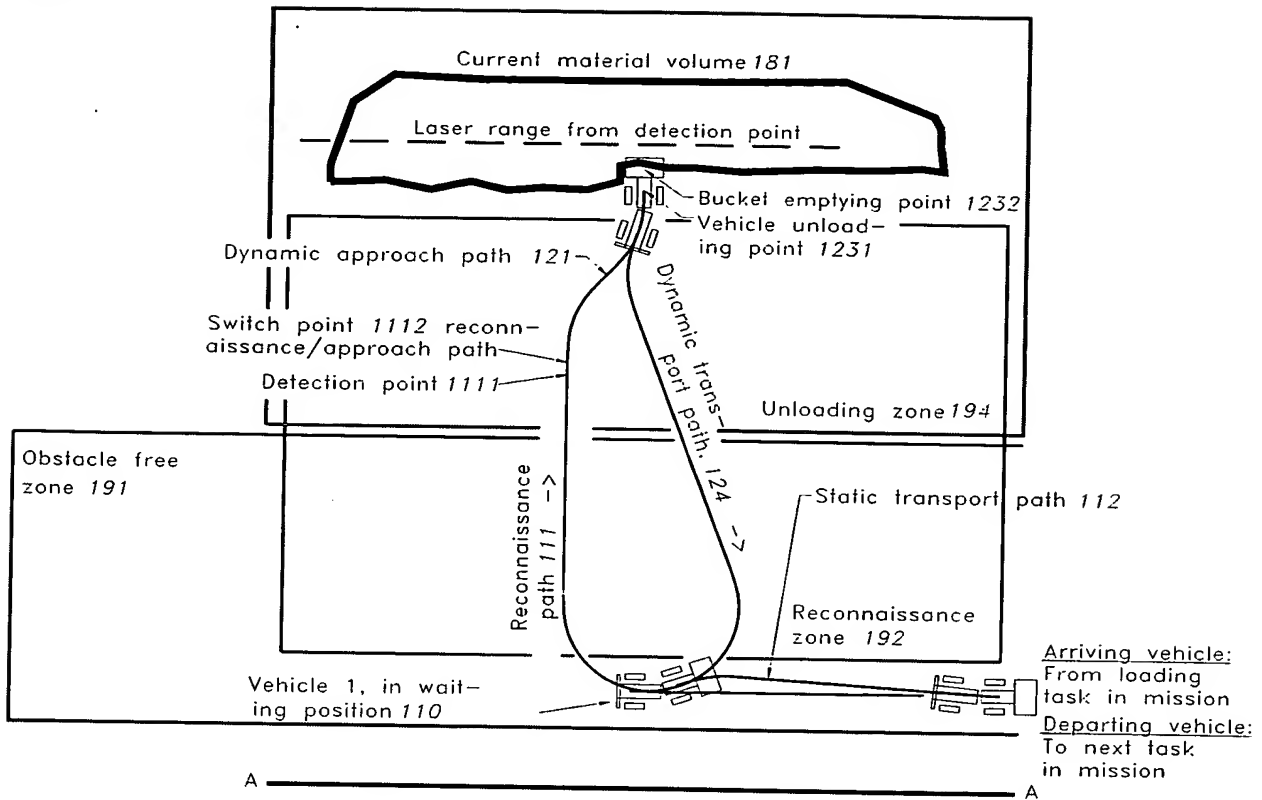 Current material volume 181
Laser range from detection point
Bucket emptying point 1232
Vehicle unload-
ing point 1231
Dynamic approach path 121
Switch point 1112 reconn-
aissance/approach path
Detection point 1111
Dynamic trans-
port path. 124 ->
Unloading zone 194
Obstacle free
zone 191
Reconnaissance
path 111 ->
Static transport path 112
Reconnaissance
zone 192
Vehicle 1, in wait-
ing position 110
Arriving vehicle:
From loading
task in mission
Departing vehicle:
To next task
in mission
A A